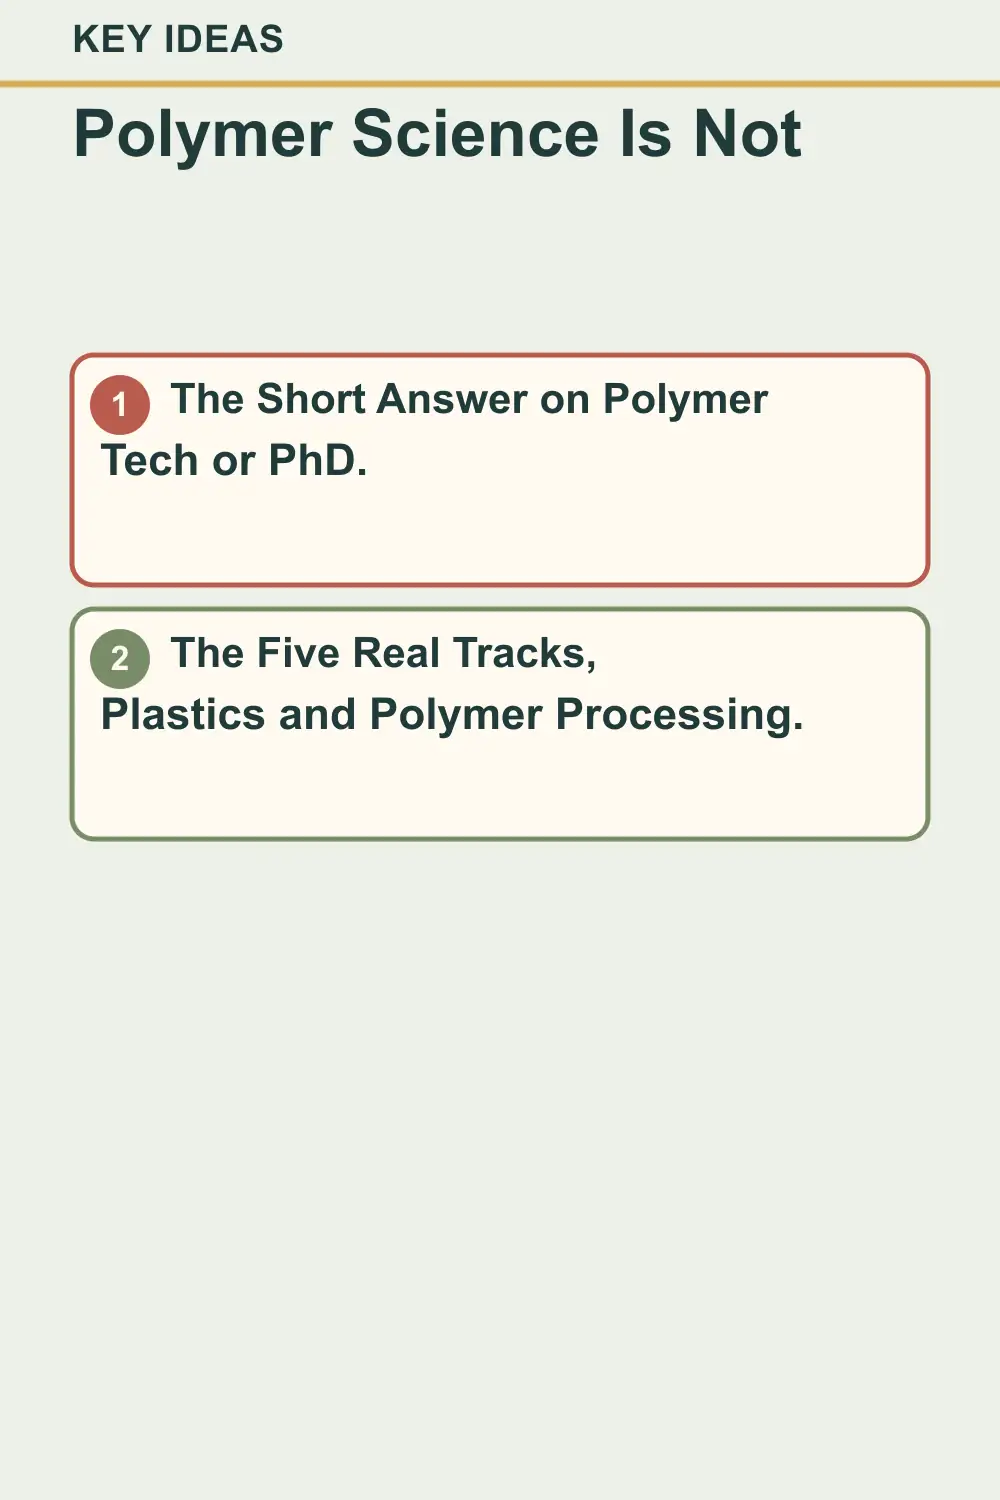 KEY IDEAS
Polymer Science Is Not
1 The Short Answer on Polymer
Tech or PhD.
2 The Five Real Tracks,
Plastics and Polymer Processing.